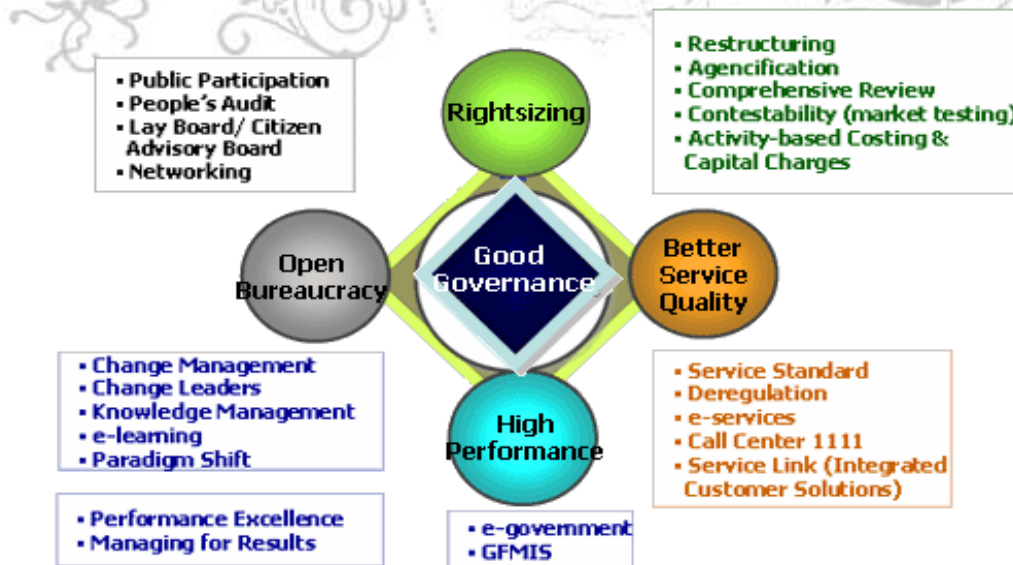 ▪ Public Participation
▪ People's Audit
▪ Lay Board/ Citizen
Advisory Board
▪ Networking
Rightsizing
▪ Restructuring
▪ Agencification
▪ Comprehensive Review
▪ Contestability (market testing)
▪ Activity-based Costing &
Capital Charges
Open
Bureaucracy
Good
Governance
Better
Service
Quality
▪ Change Management
▪ Change Leaders
▪ Knowledge Management
▪ e-learning
▪ Paradigm Shift
High
Performance
▪ Service Standard
▪ Deregulation
▪ e-services
▪ Call Center 1111
▪ Service Link (Integrated
Customer Solutions)
▪ Performance Excellence
▪ Managing for Results
▪ e-government
▪ GFMIS